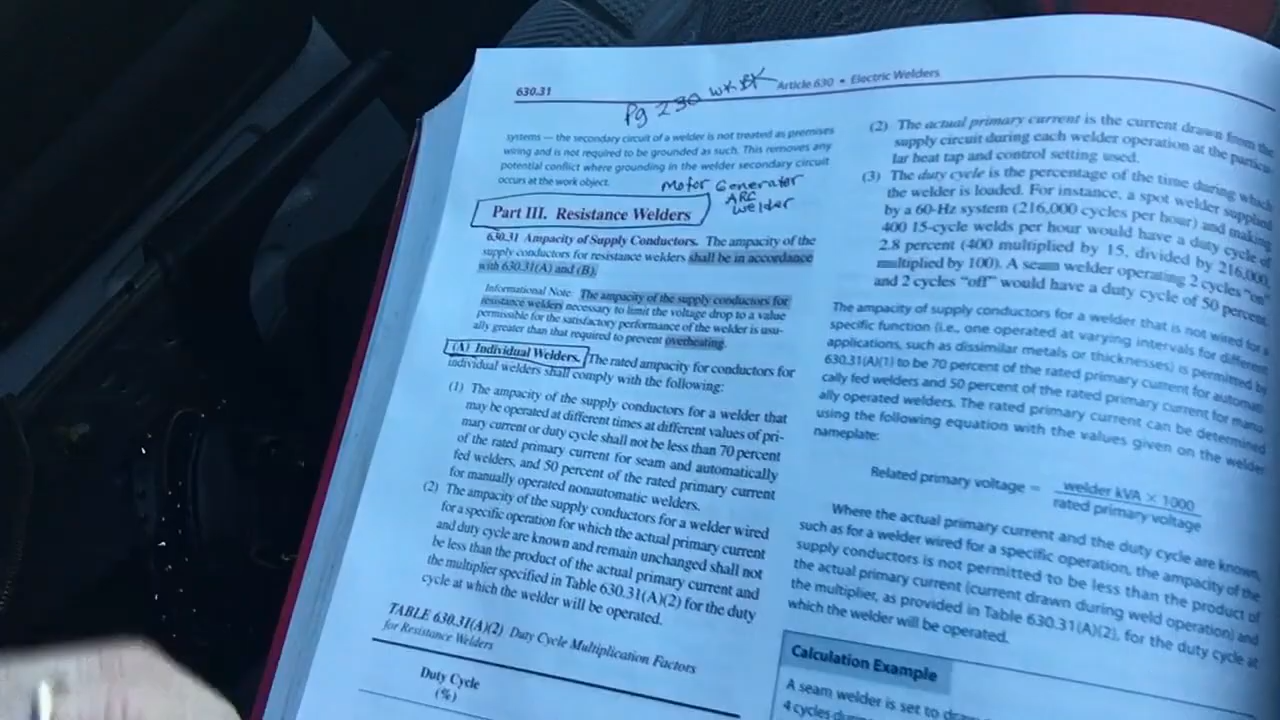 630.31
Pg 230 wkbk
Article 630 • Electric Welders
systems — the secondary circuit of a welder is not treated as premises
wiring and is not required to be grounded as such. This removes any
potential conflict where grounding in the welder secondary circuit
occurs at the work object.
Motor Generator
ARC
Welder
Part III. Resistance Welders
630.31 Ampacity of Supply Conductors. The ampacity of the
supply conductors for resistance welders shall be in accordance
with 630.31(A) and (B).
Informational Note: The ampacity of the supply conductors for
resistance welders necessary to limit the voltage drop to a value
permissible for the satisfactory performance of the welder is usu-
ally greater than that required to prevent overheating.
(A) Individual Welders. The rated ampacity for conductors for
individual welders shall comply with the following:
(1) The ampacity of the supply conductors for a welder that
may be operated at different times at different values of pri-
mary current or duty cycle shall not be less than 70 percent
of the rated primary current for seam and automatically
fed welders, and 50 percent of the rated primary current
for manually operated nonautomatic welders.
(2) The ampacity of the supply conductors for a welder wired
for a specific operation for which the actual primary current
and duty cycle are known and remain unchanged shall not
be less than the product of the actual primary current and
the multiplier specified in Table 630.31(A)(2) for the duty
cycle at which the welder will be operated.
TABLE 630.31(A)(2) Duty Cycle Multiplication Factors
for Resistance Welders
Duty Cycle
(%)
(2) The actual primary current is the current drawn from the
supply circuit during each welder operation at the particu-
lar heat tap and control setting used.
(3) The duty cycle is the percentage of the time during which
the welder is loaded. For instance, a spot welder supplied
by a 60-Hz system (216,000 cycles per hour) and making
400 15-cycle welds per hour would have a duty cycle of
2.8 percent (400 multiplied by 15, divided by 216,000,
multiplied by 100). A seam welder operating 2 cycles "on"
and 2 cycles "off" would have a duty cycle of 50 percent.
The ampacity of supply conductors for a welder that is not wired for a
specific function (i.e., one operated at varying intervals for different
applications, such as dissimilar metals or thicknesses) is permitted by
630.31(A)(1) to be 70 percent of the rated primary current for automati-
cally fed welders and 50 percent of the rated primary current for manu-
ally operated welders. The rated primary current can be determined
using the following equation with the values given on the welder
nameplate:
Related primary voltage = welder kVA × 1000
rated primary voltage
Where the actual primary current and the duty cycle are known,
such as for a welder wired for a specific operation, the ampacity of the
supply conductors is not permitted to be less than the product of
the actual primary current (current drawn during weld operation) and
the multiplier, as provided in Table 630.31(A)(2), for the duty cycle at
which the welder will be operated.
Calculation Example
A seam welder is set to draw
4 cycles during